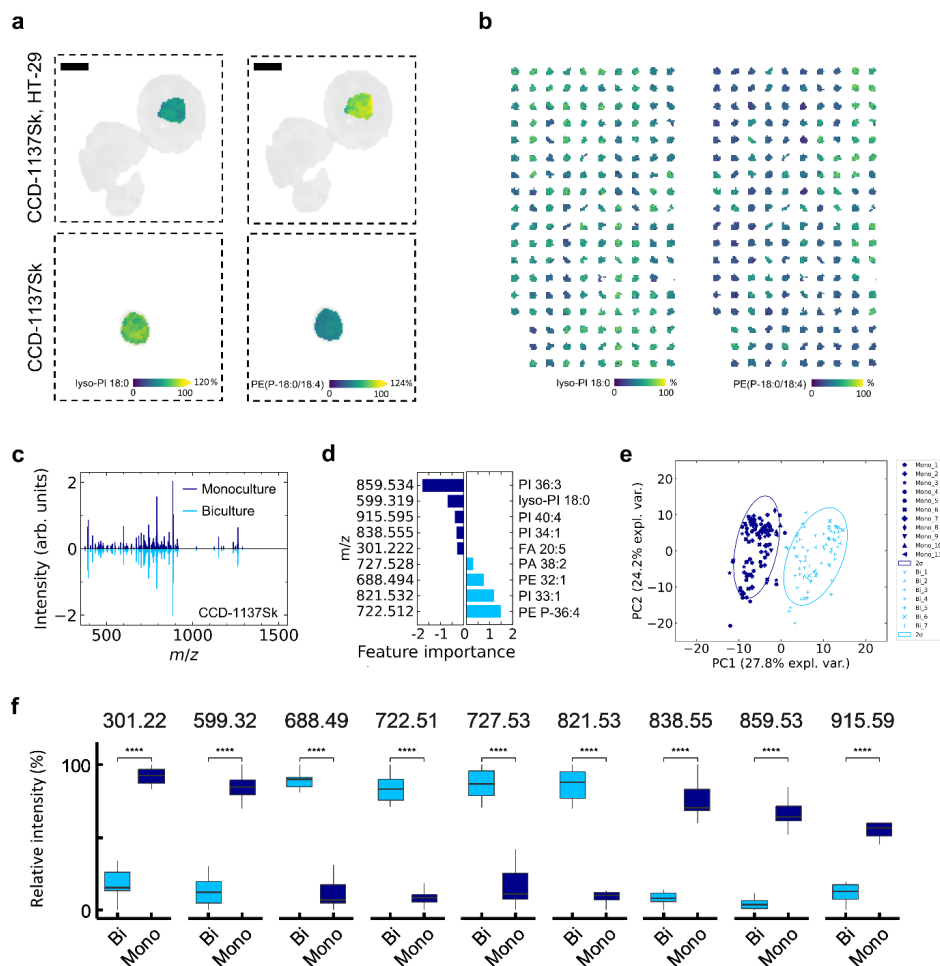 a
b
CCD-1137Sk, HT-29
CCD-1137Sk
lyso-PI 18:0
0
100
120%
PE(P-18:0/18:4)
0
100
124%
lyso-PI 18:0
0
100
%
PE(P-18:0/18:4)
0
100
%
c
Intensity (arb. units)
2
0
−2
Monoculture
Biculture
CCD-1137Sk
500
1000
1500
m/z
d
m/z
859.534
599.319
915.595
838.555
301.222
727.528
688.494
821.532
722.512
PI 36:3
lyso-PI 18:0
PI 40:4
PI 34:1
FA 20:5
PA 38:2
PE 32:1
PI 33:1
PE P-36:4
-2
-1
0
0
1
2
Feature importance
e
PC2 (24.2% expl. var.)
20
10
0
−10
−20
−20
−10
0
10
20
PC1 (27.8% expl. var.)
Mono_1
Mono_2
Mono_3
Mono_4
Mono_5
Mono_6
Mono_7
Mono_8
Mono_9
Mono_10
Mono_11
2σ
Bi_1
Bi_2
Bi_3
Bi_4
Bi_5
Bi_6
Bi_7
2σ
f
301.22 599.32 688.49 722.51 727.53 821.53 838.55 859.53 915.59
**** **** **** **** **** **** **** **** ****
Relative intensity (%)
100
0
Bi Mono Bi Mono Bi Mono Bi Mono Bi Mono Bi Mono Bi Mono Bi Mono Bi Mono